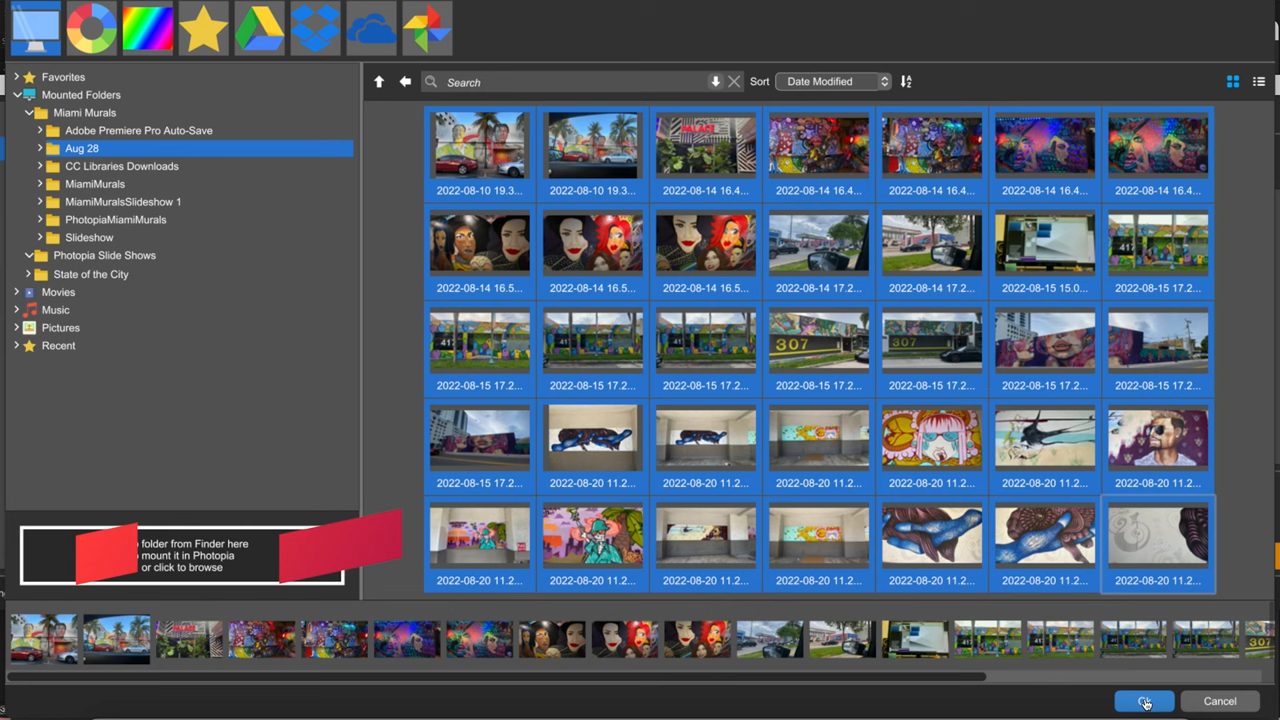 Search
Sort
Date Modified
Favorites
Mounted Folders
Miami Murals
Adobe Premiere Pro Auto-Save
Aug 28
CC Libraries Downloads
MiamiMurals
MiamiMuralsSlideshow 1
PhotopiaMiamiMurals
Slideshow
Photopia Slide Shows
State of the City
Movies
Music
Pictures
Recent
folder from Finder here
mount it in Photopia
or click to browse
2022-08-10 19.3... 2022-08-10 19.3... 2022-08-14 16.4... 2022-08-14 16.4... 2022-08-14 16.4... 2022-08-14 16.4... 2022-08-14 16.4...
2022-08-14 16.5... 2022-08-14 16.5... 2022-08-14 16.5... 2022-08-14 17.2... 2022-08-14 17.2... 2022-08-15 15.0... 2022-08-15 17.2...
2022-08-15 17.2... 2022-08-15 17.2... 2022-08-15 17.2... 2022-08-15 17.2... 2022-08-15 17.2... 2022-08-15 17.2... 2022-08-15 17.2...
2022-08-15 17.2... 2022-08-20 11.2... 2022-08-20 11.2... 2022-08-20 11.2... 2022-08-20 11.2... 2022-08-20 11.2... 2022-08-20 11.2...
2022-08-20 11.2... 2022-08-20 11.2... 2022-08-20 11.2... 2022-08-20 11.2... 2022-08-20 11.2... 2022-08-20 11.2... 2022-08-20 11.2...
PALACE
417
307
307
Cancel